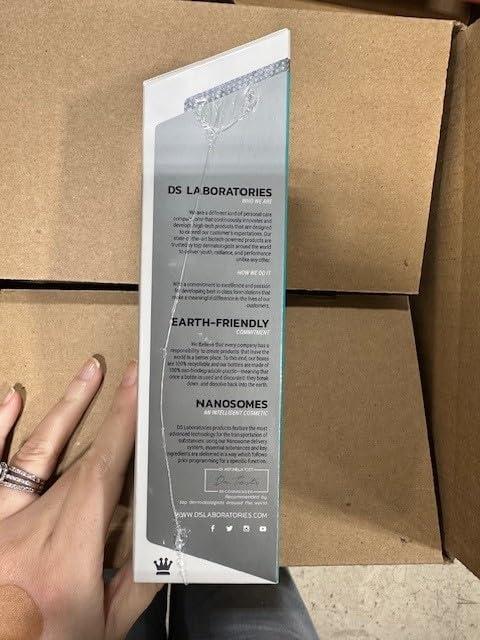 DS LABORATORIES
WHO WE ARE
We are a different kind of personal care
company one that continuously innovates and
develops high-tech products that are designed
to extend our customer's expectations. Our
state-of-the-art biotech-powered products are
trusted by top dermatologists around the world
to deliver youth, radiance, and performance
unlike any other.
HOW WE DO IT
With a commitment to excellence and passion
for developing best in class formulations that
make a meaningful difference in the lives of our
customers.
EARTH-FRIENDLY
COMMITMENT
We Believe that every company has a
responsibility to create products that leave the
world in a better place. To this end, our boxes
are 100% recyclable and our bottles are made of
100% biodegradable plastic—meaning that
once a bottle is used and discarded, they break
down, and dissolve back into the earth.
NANOSOMES
AN INTELLIGENT COSMETIC
DS Laboratories products feature the most
advanced technology for the transportation of
substances: using our Nanosome delivery
system, essential substances and key
ingredients are delivered in a way which follows
prior programming for a specific function.
Recommended by
top dermatologists around the world
WWW.DSLABORATORIES.COM